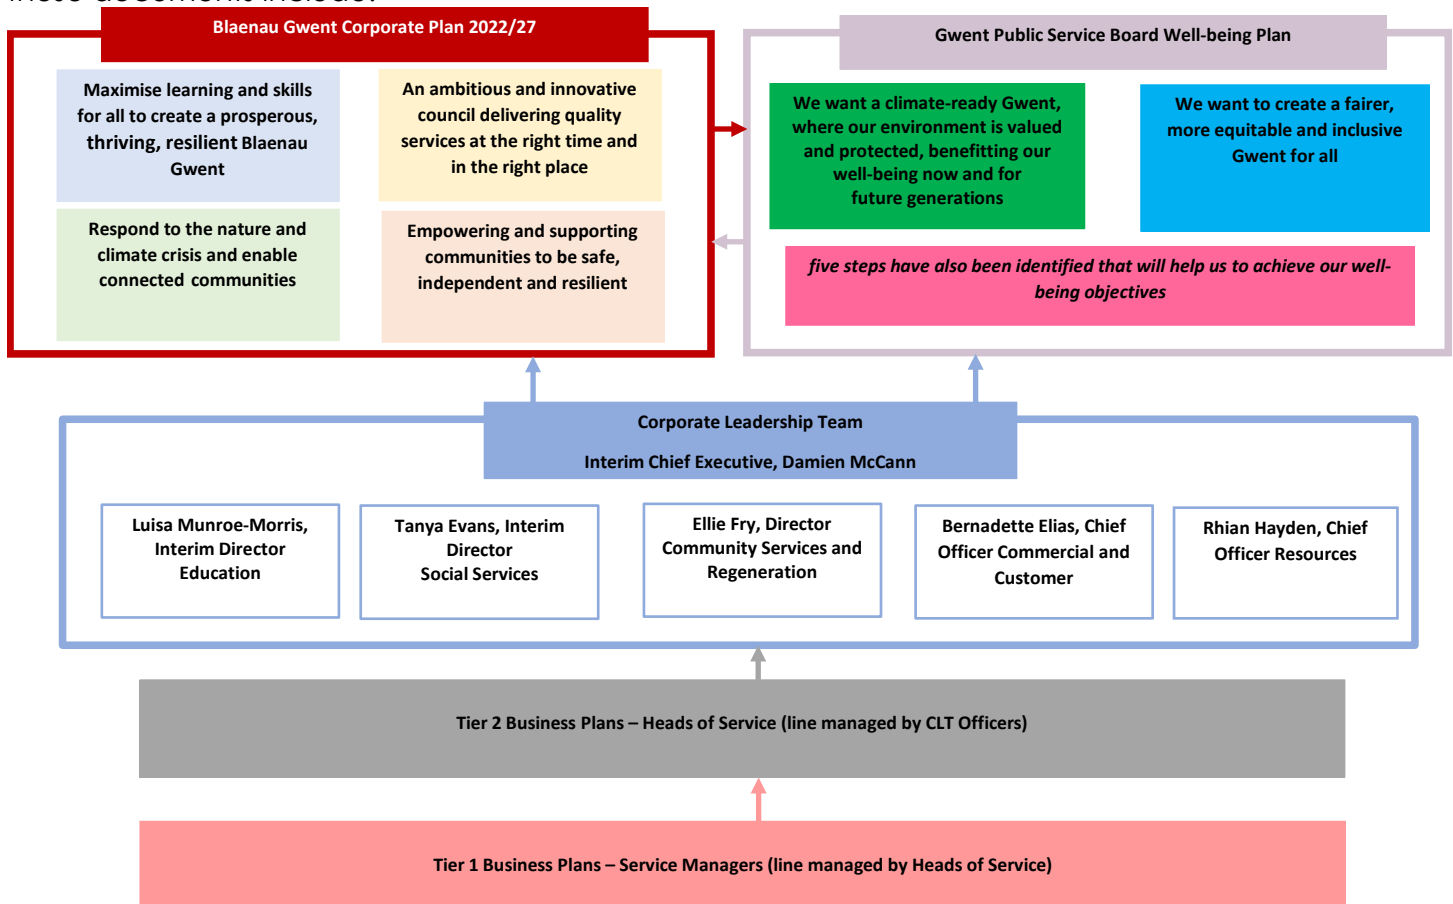 these documents include:
Blaenau Gwent Corporate Plan 2022/27
Maximise learning and skills
for all to create a prosperous,
thriving, resilient Blaenau
Gwent
An ambitious and innovative
council delivering quality
services at the right time and
in the right place
Respond to the nature and
climate crisis and enable
connected communities
Empowering and supporting
communities to be safe,
independent and resilient
Gwent Public Service Board Well-being Plan
We want a climate-ready Gwent,
where our environment is valued
and protected, benefitting our
well-being now and for
future generations
We want to create a fairer,
more equitable and inclusive
Gwent for all
five steps have also been identified that will help us to achieve our well-
being objectives
Corporate Leadership Team
Interim Chief Executive, Damien McCann
Luisa Munroe-Morris,
Interim Director
Education
Tanya Evans, Interim
Director
Social Services
Ellie Fry, Director
Community Services and
Regeneration
Bernadette Elias, Chief
Officer Commercial and
Customer
Rhian Hayden, Chief
Officer Resources
Tier 2 Business Plans – Heads of Service (line managed by CLT Officers)
Tier 1 Business Plans – Service Managers (line managed by Heads of Service)